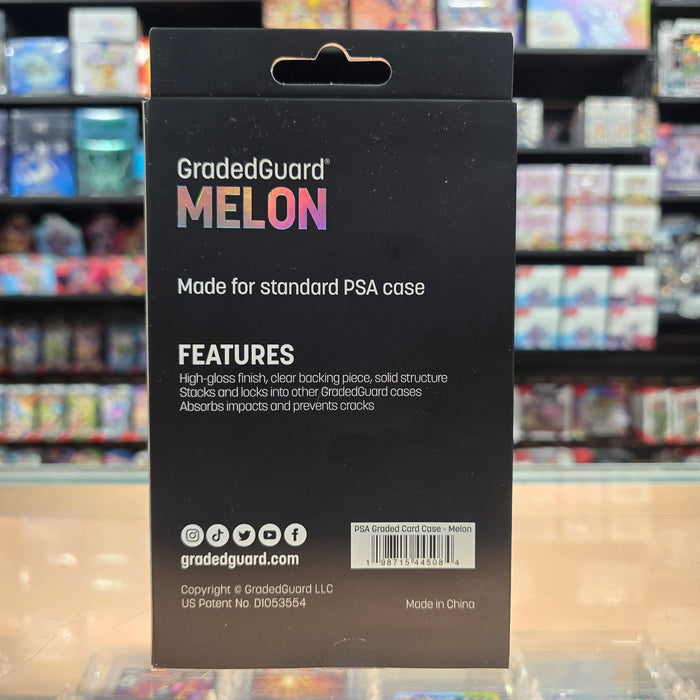 GradedGuard®
MELON
Made for standard PSA case
FEATURES
High-gloss finish, clear backing piece, solid structure
Stacks and locks into other GradedGuard cases
Absorbs impacts and prevents cracks
gradedguard.com
PSA Graded Card Case - Melon
1 98715 44508 4
Copyright © GradedGuard LLC
US Patent No. D1053554
Made in China